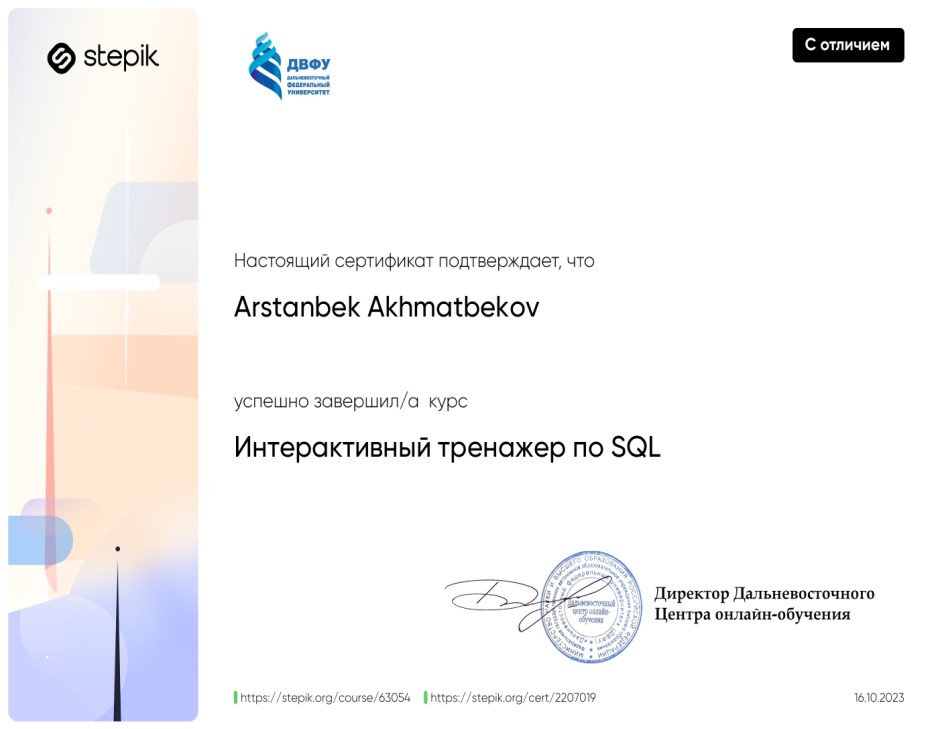 stepik
ДВФУ
ДАЛЬНЕВОСТОЧНЫЙ
ФЕДЕРАЛЬНЫЙ
УНИВЕРСИТЕТ
С отличием
Настоящий сертификат подтверждает, что
Arstanbek Akhmatbekov
успешно завершил/а курс
Интерактивный тренажер по SQL
Дальневосточный
центр онлайн-
обучения
Директор Дальневосточного
Центра онлайн-обучения
https://stepik.org/course/63054
https://stepik.org/cert/2207019
16.10.2023